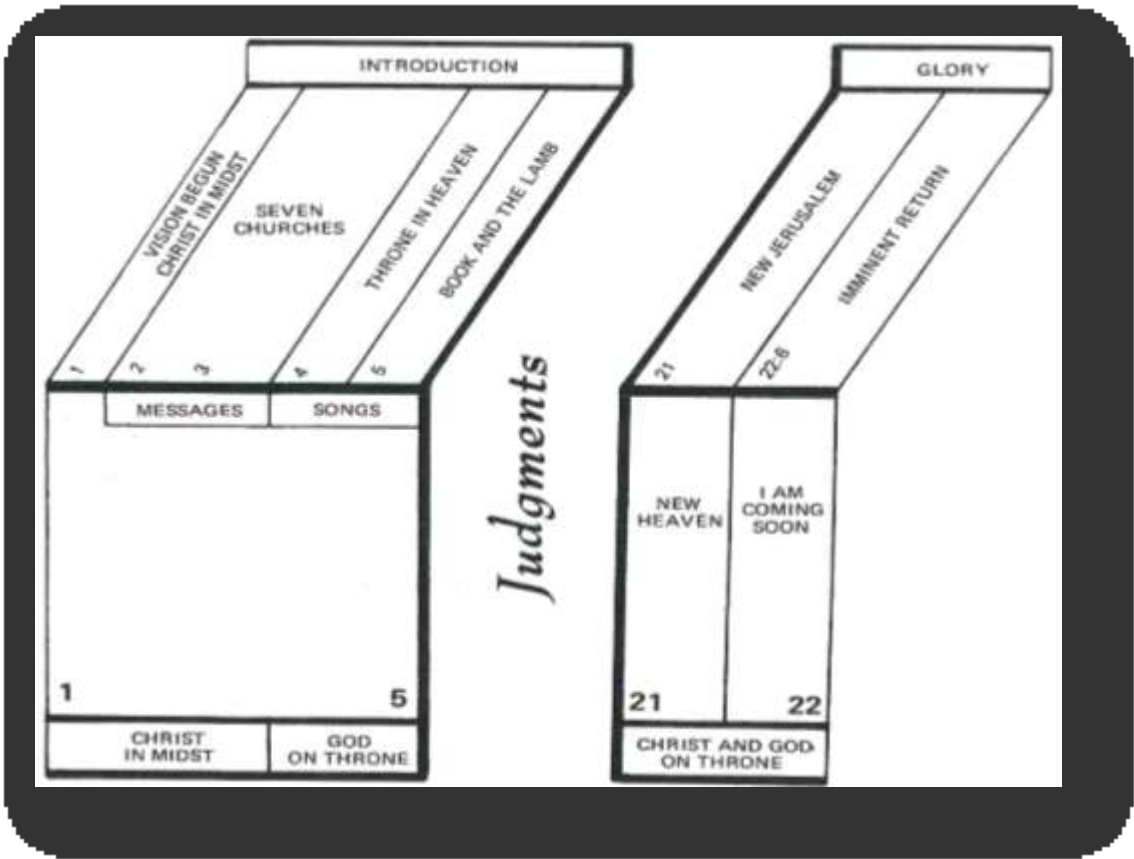 INTRODUCTION
VISION BEGUN
CHRIST IN MIDST
SEVEN
CHURCHES
THRONE IN HEAVEN
BOOK AND THE LAMB
1
2
3
4
5
MESSAGES
SONGS
1
5
CHRIST
IN MIDST
GOD
ON THRONE
Judgments
GLORY
NEW JERUSALEM
IMMINENT RETURN
21
22:6
NEW
HEAVEN
I AM
COMING
SOON
21
22
CHRIST AND GOD
ON THRONE